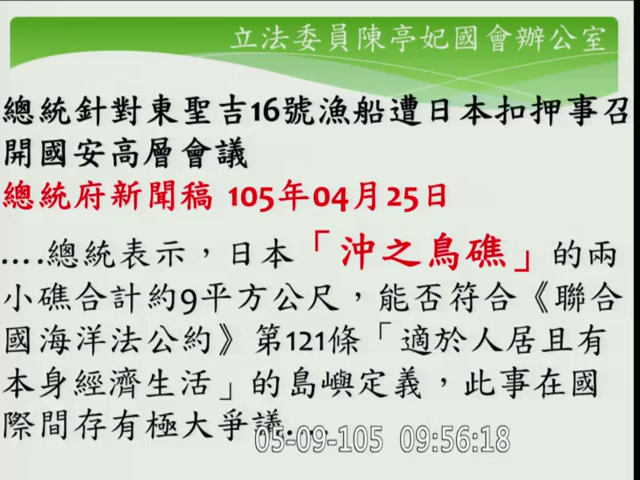 立法委員陳亭妃國會辦公室
總統針對東聖吉16號漁船遭日本扣押事召
開國安高層會議
總統府新聞稿 105年04月25日
….總統表示，日本「沖之鳥礁」的兩
小礁合計約9平方公尺，能否符合《聯合
國海洋法公約》第121條「適於人居且有
本身經濟生活」的島嶼定義，此事在國
際間存有極大爭議….
05-09-105 09:56:18